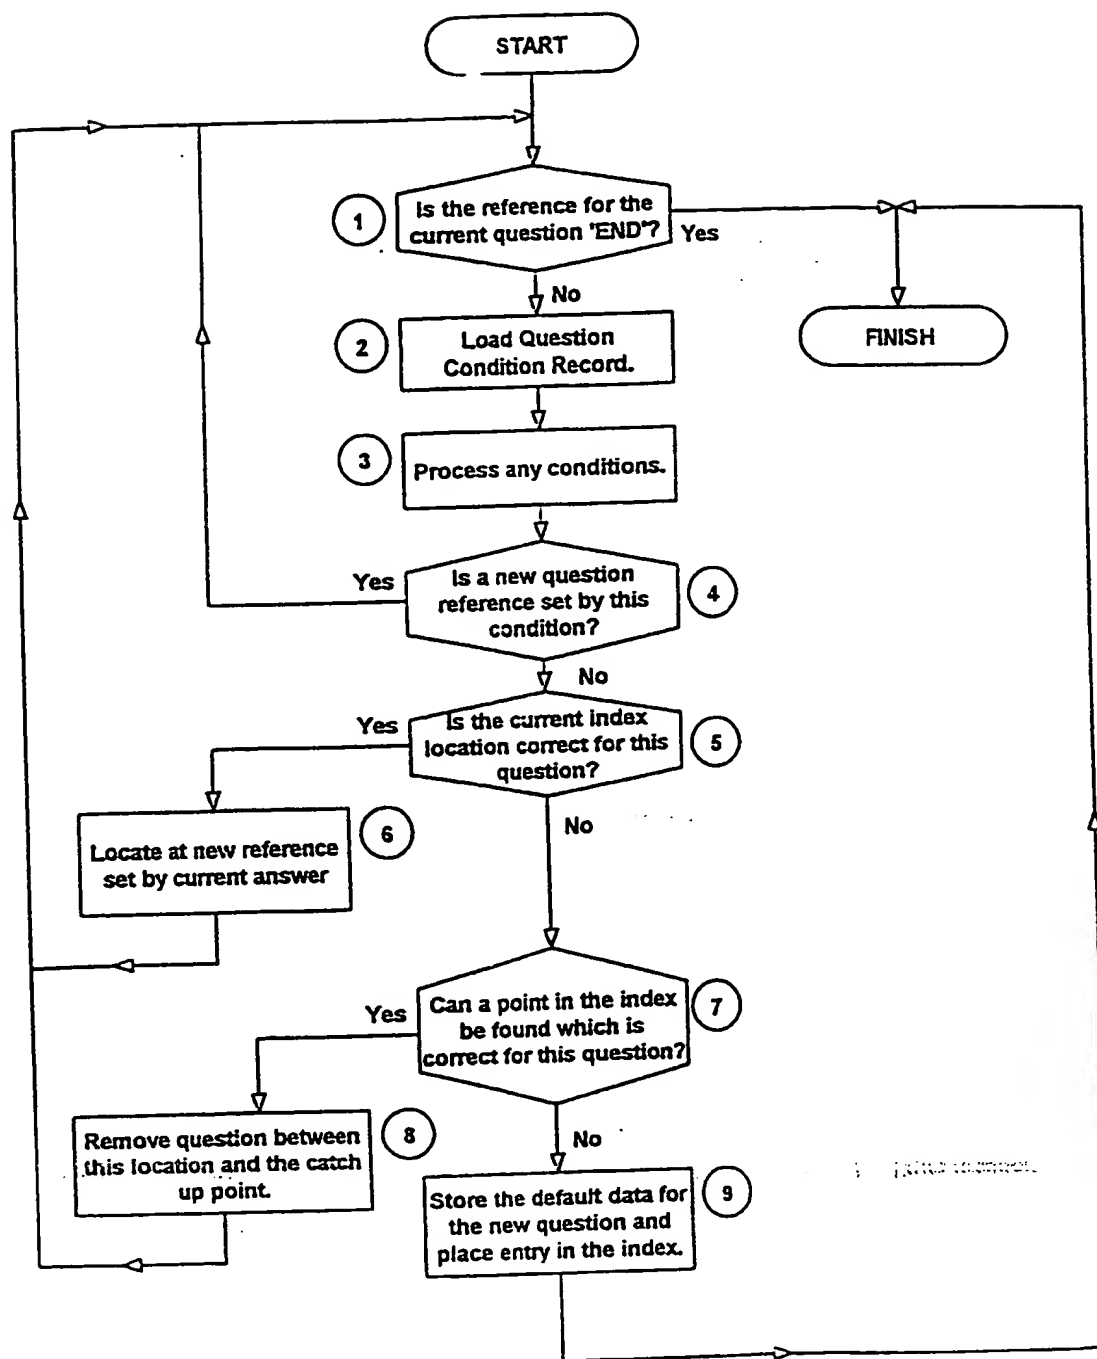 START
1
Is the reference for the
current question 'END'?
Yes
No
FINISH
2
Load Question
Condition Record.
3
Process any conditions.
Yes
Is a new question
reference set by this
condition?
4
No
Yes
Is the current index
location correct for this
question?
5
No
6
Locate at new reference
set by current answer
Yes
Can a point in the index
be found which is
correct for this question?
7
No
8
Remove question between
this location and the catch
up point.
9
Store the default data for
the new question and
place entry in the index.